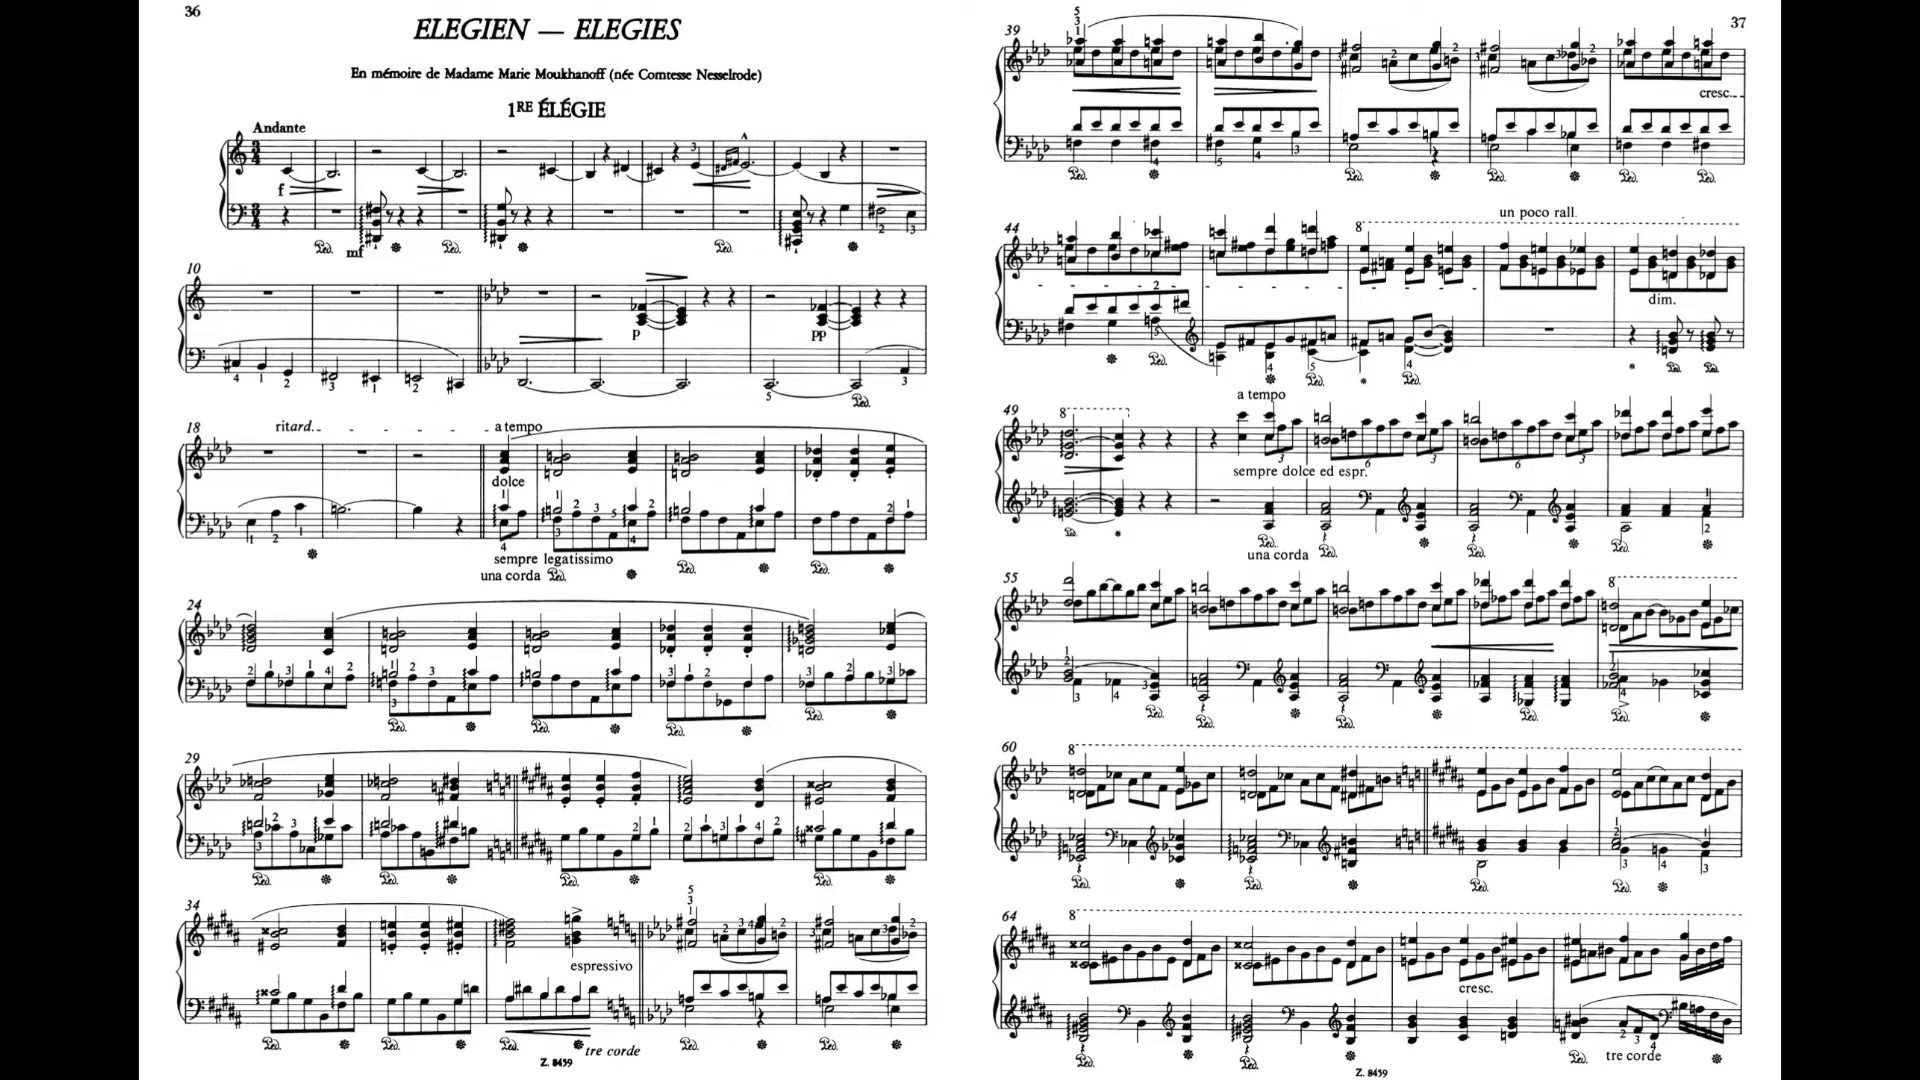 36
ELEGIEN — ELEGIES
En mémoire de Madame Marie Moukhanoff (née Comtesse Nesselrode)
1RE ÉLÉGIE
Andante
f
mf
10
p
pp
18
ritard.
a tempo
dolce
sempre legatissimo
una corda
24
29
34
espressivo
tre corde
Z. 8459
37
39
cresc.
44
un poco rall.
dim.
49
a tempo
sempre dolce ed espr.
una corda
55
60
64
cresc.
tre corde
Z. 8459